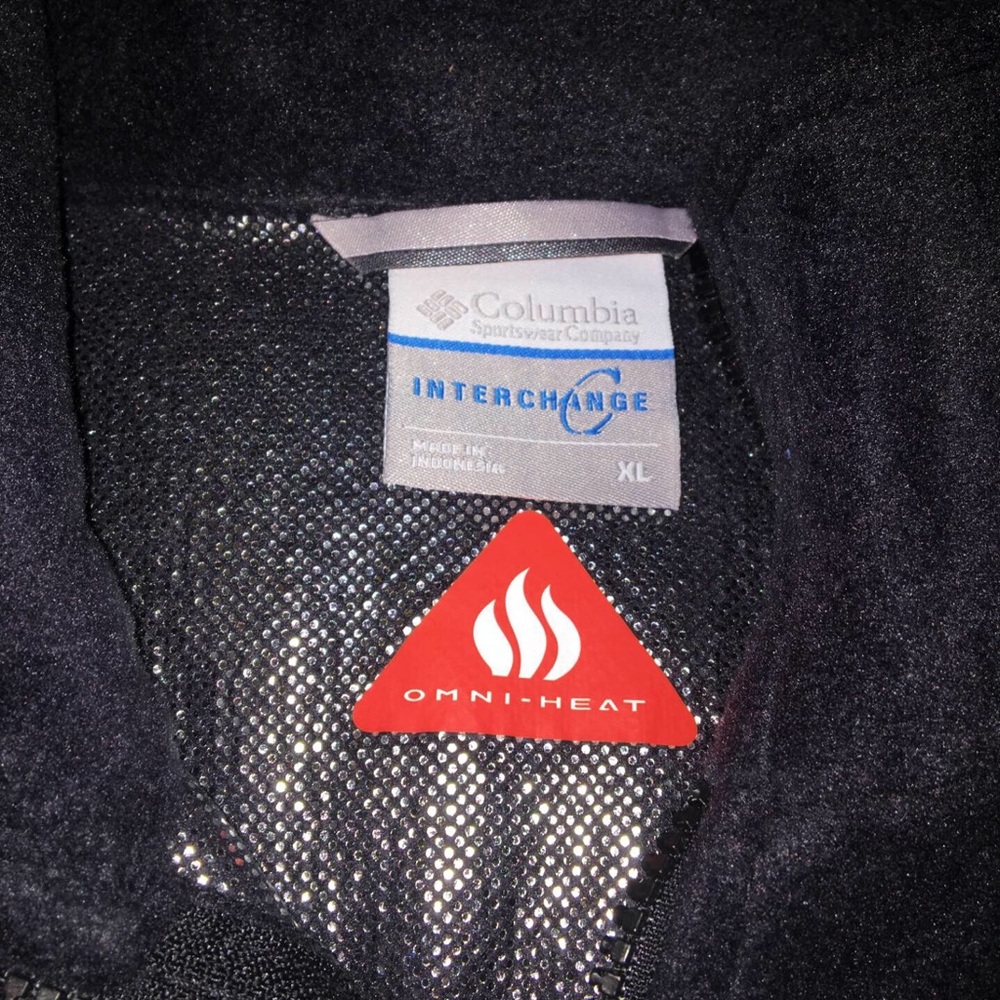 Columbia
Sportswear Company
INTERCHANGE
MADE IN
INDONESIA
XL
OMNI-HEAT